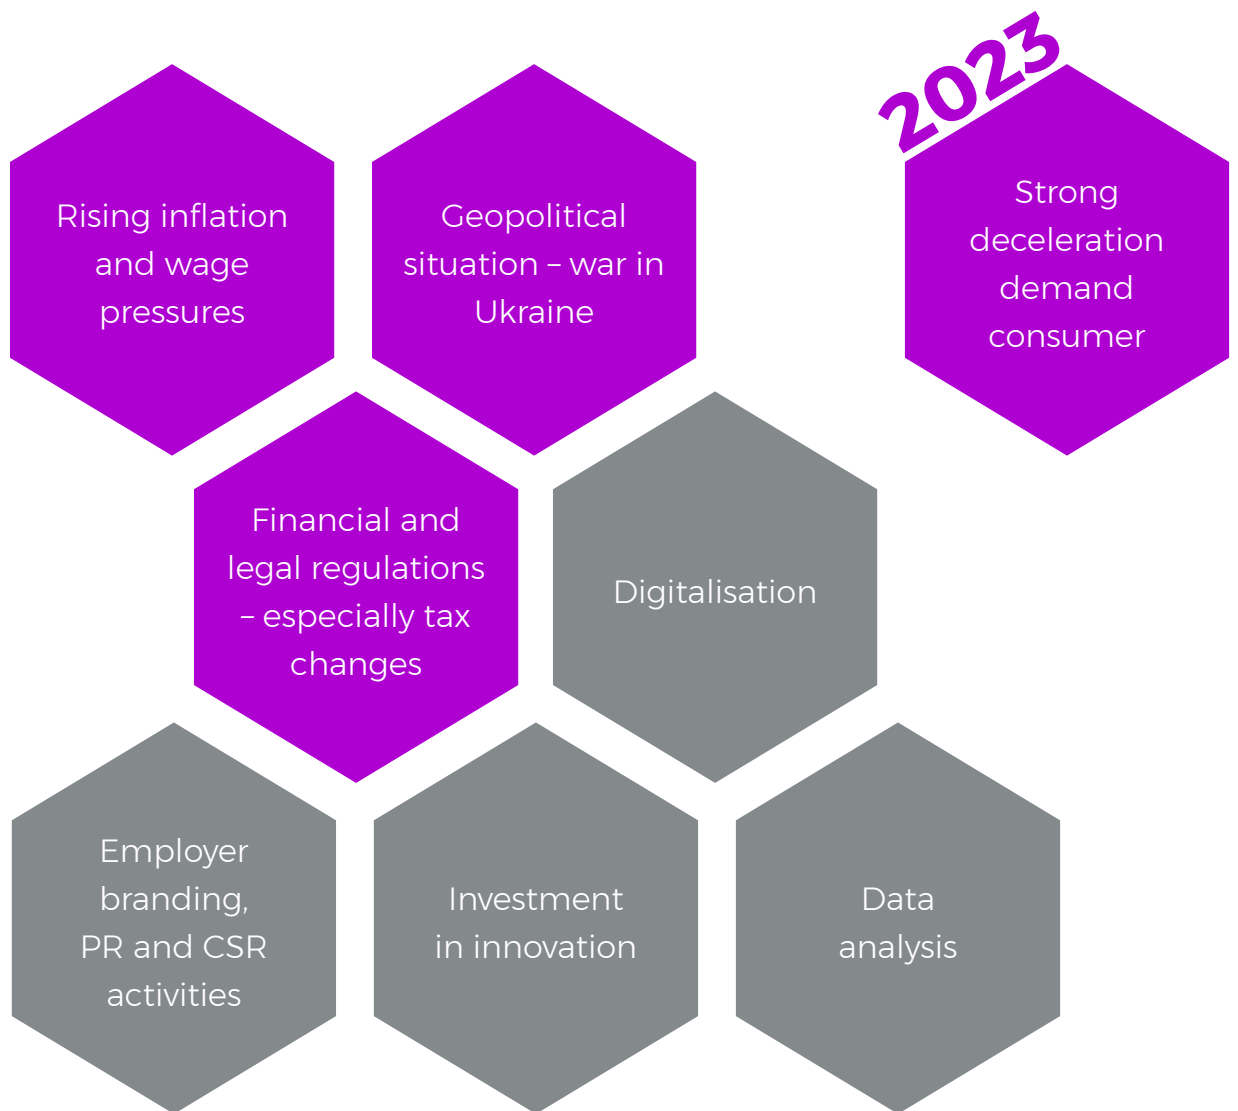 Rising inflation
and wage
pressures
Geopolitical
situation – war in
Ukraine
2023
Strong
deceleration
demand
consumer
Financial and
legal regulations
– especially tax
changes
Digitalisation
Employer
branding,
PR and CSR
activities
Investment
in innovation
Data
analysis